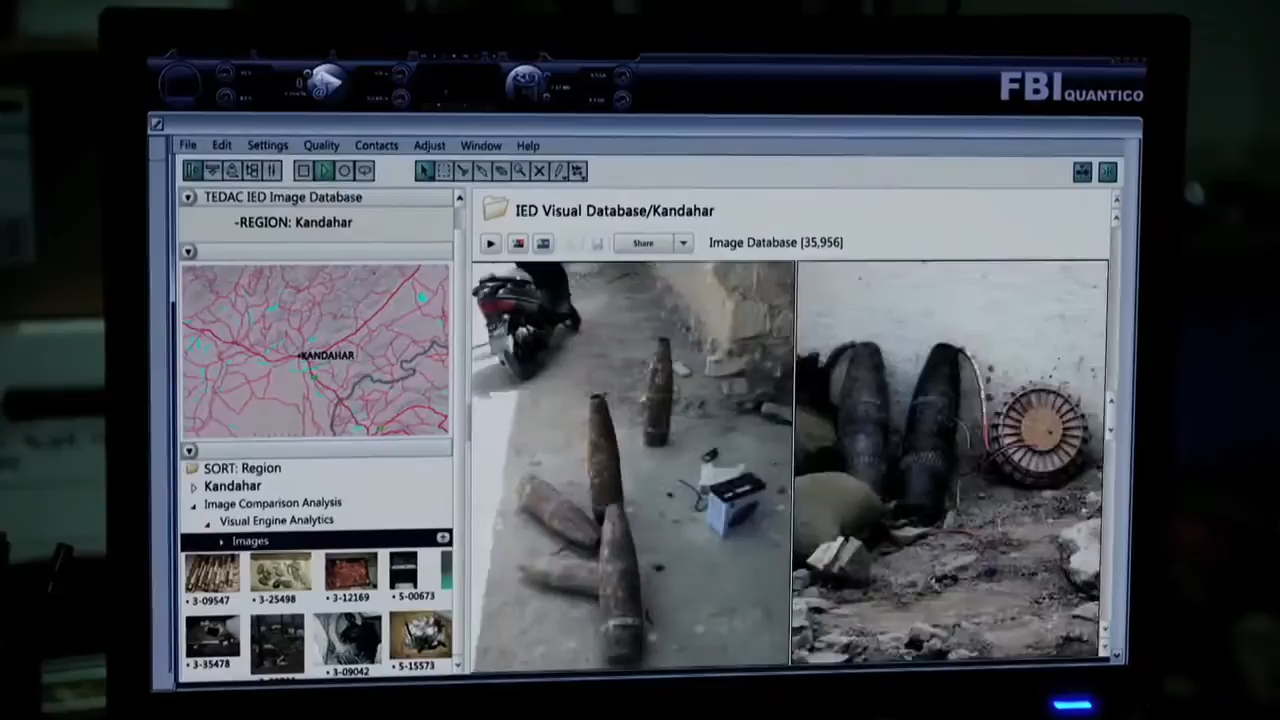 FBI QUANTICO
File Edit Settings Quality Contacts Adjust Window Help
TEDAC IED Image Database
-REGION: Kandahar
KANDAHAR
SORT: Region
Kandahar
Image Comparison Analysis
Visual Engine Analytics
Images
• 3-09547 • 3-25498 • 3-12169 • 5-00673
• 3-35478 • 3-09042 • 5-15573
IED Visual Database/Kandahar
Share Image Database [35,956]